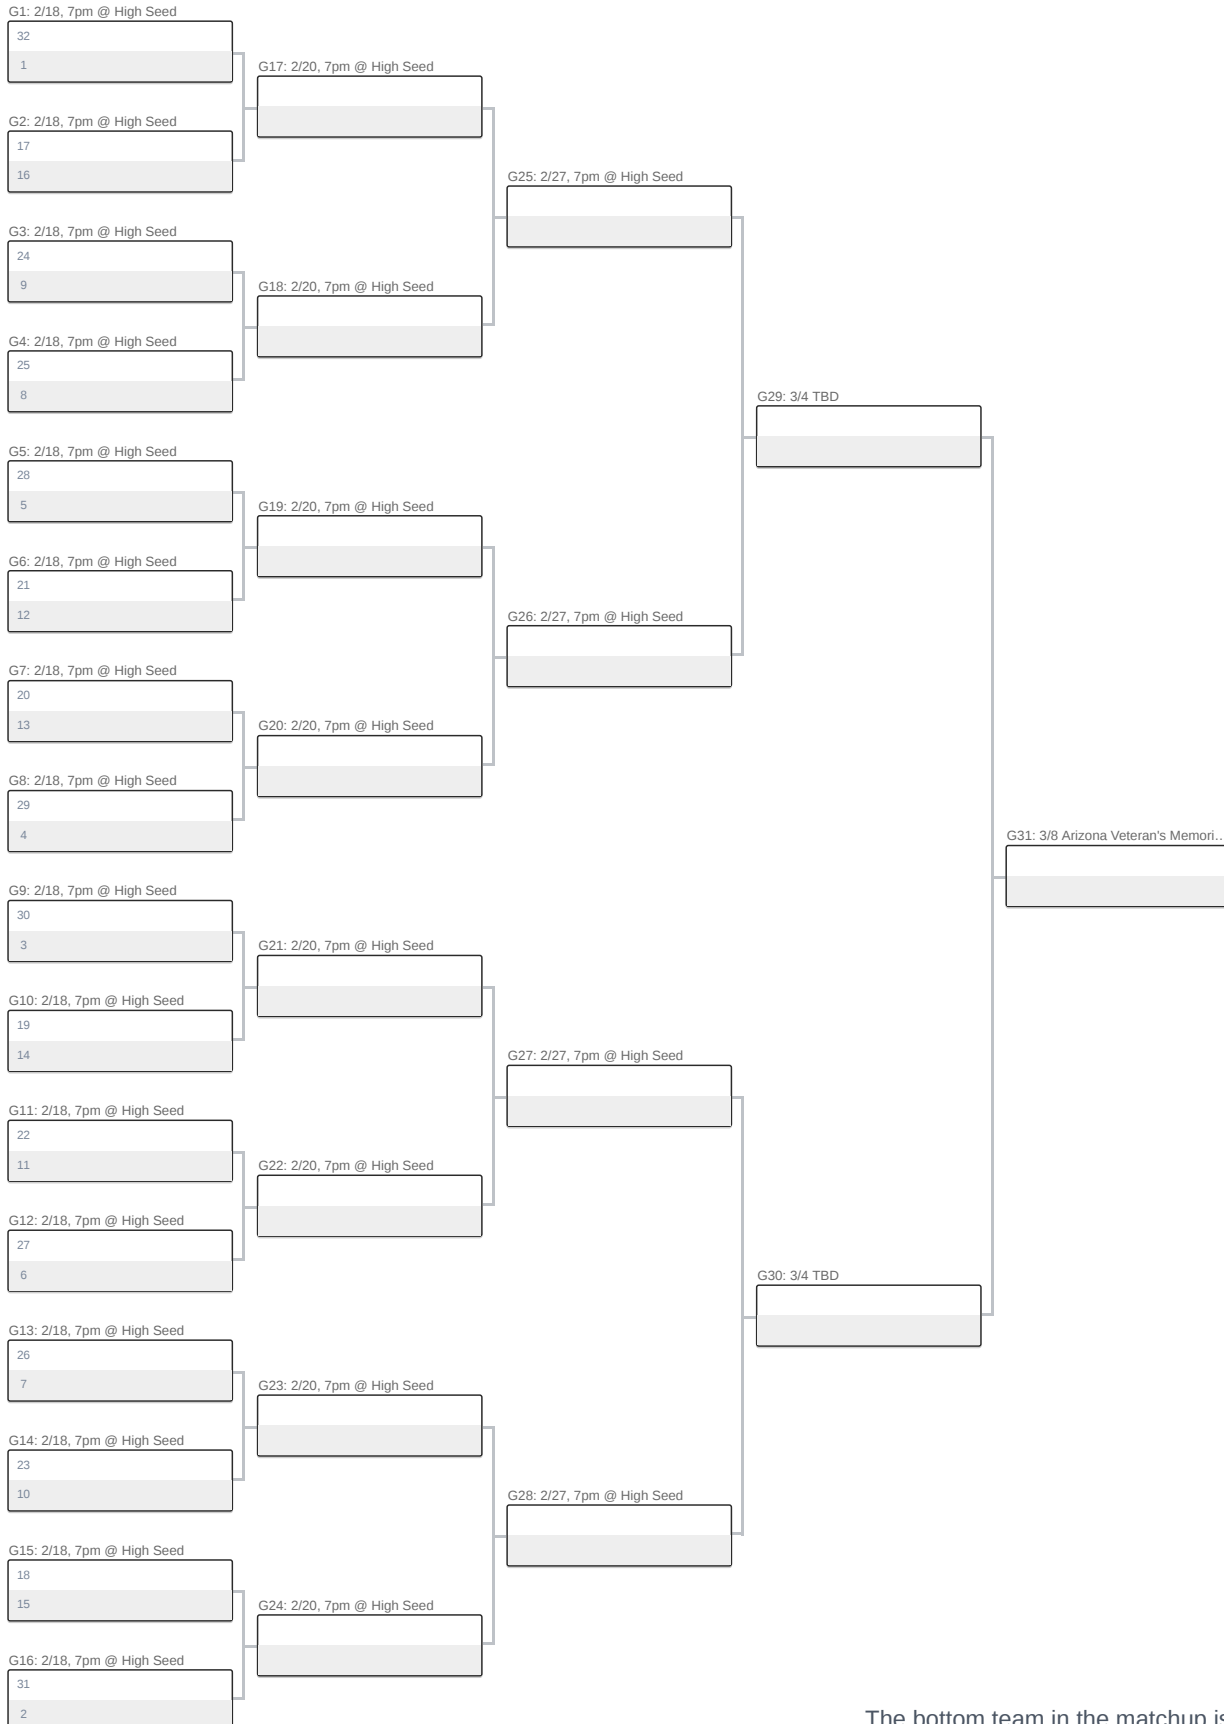 G1: 2/18, 7pm @ High Seed
32
1
G17: 2/20, 7pm @ High Seed
G2: 2/18, 7pm @ High Seed
17
16
G25: 2/27, 7pm @ High Seed
G3: 2/18, 7pm @ High Seed
24
9
G18: 2/20, 7pm @ High Seed
G4: 2/18, 7pm @ High Seed
25
8
G29: 3/4 TBD
G5: 2/18, 7pm @ High Seed
28
5
G19: 2/20, 7pm @ High Seed
G6: 2/18, 7pm @ High Seed
21
12
G26: 2/27, 7pm @ High Seed
G7: 2/18, 7pm @ High Seed
20
13
G20: 2/20, 7pm @ High Seed
G8: 2/18, 7pm @ High Seed
29
4
G31: 3/8 Arizona Veteran's Memori...
G9: 2/18, 7pm @ High Seed
30
3
G21: 2/20, 7pm @ High Seed
G10: 2/18, 7pm @ High Seed
19
14
G27: 2/27, 7pm @ High Seed
G11: 2/18, 7pm @ High Seed
22
11
G22: 2/20, 7pm @ High Seed
G12: 2/18, 7pm @ High Seed
27
6
G30: 3/4 TBD
G13: 2/18, 7pm @ High Seed
26
7
G23: 2/20, 7pm @ High Seed
G14: 2/18, 7pm @ High Seed
23
10
G28: 2/27, 7pm @ High Seed
G15: 2/18, 7pm @ High Seed
18
15
G24: 2/20, 7pm @ High Seed
G16: 2/18, 7pm @ High Seed
31
2
The bottom team in the matchup is